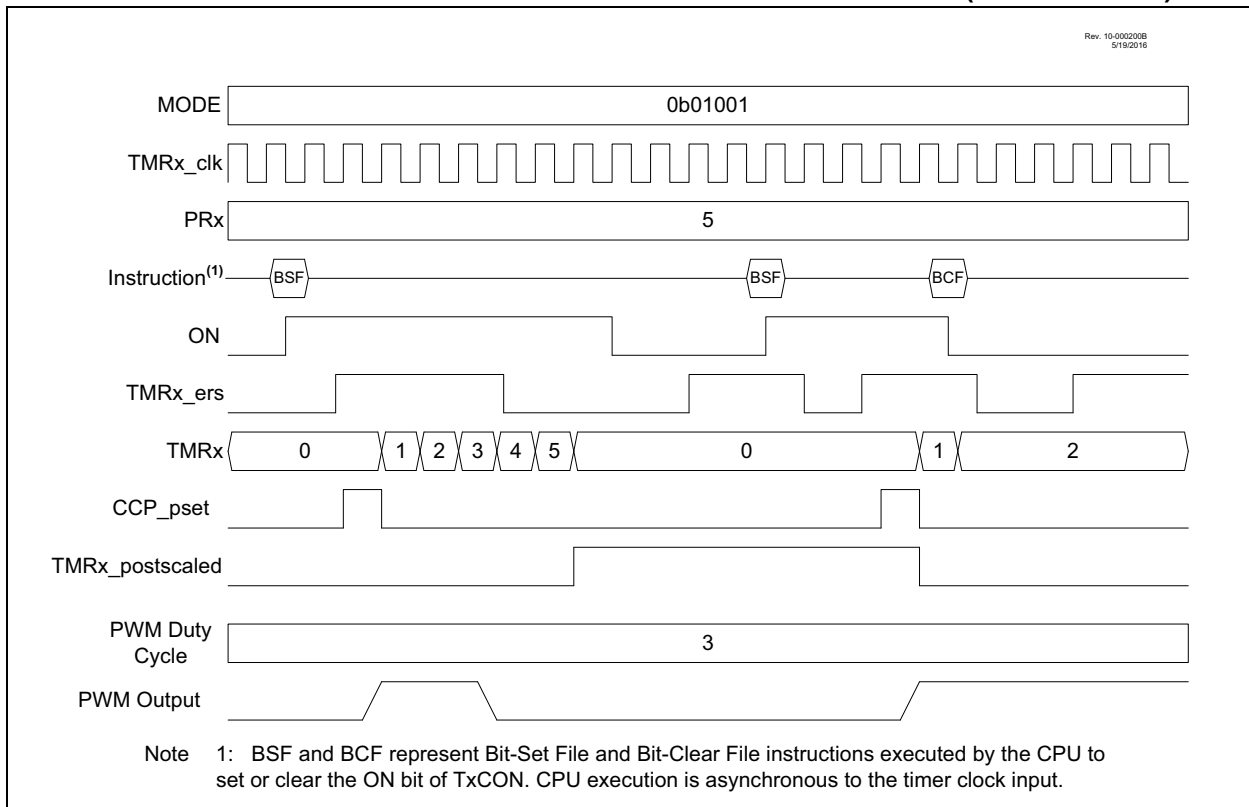 Rev. 10-000200B
5/19/2016
MODE 0b01001
TMRx_clk
PRx 5
Instruction(1) BSF BSF BCF
ON
TMRx_ers
TMRx 0 1 2 3 4 5 0 1 2
CCP_pset
TMRx_postscaled
PWM Duty
Cycle 3
PWM Output
Note 1: BSF and BCF represent Bit-Set File and Bit-Clear File instructions executed by the CPU to
set or clear the ON bit of TxCON. CPU execution is asynchronous to the timer clock input.